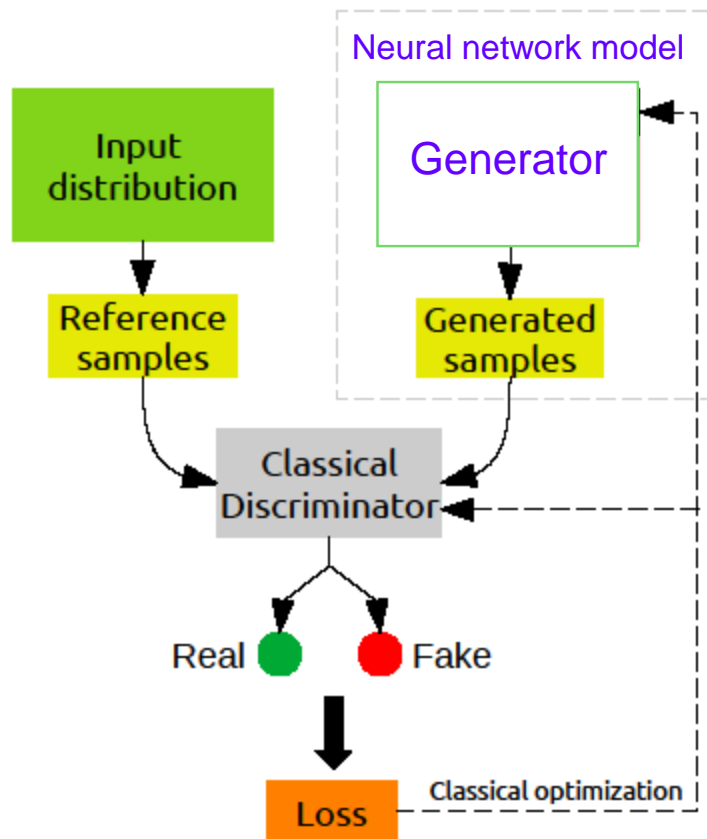 Neural network model
Input
distribution
Generator
Reference
samples
Generated
samples
Classical
Discriminator
Real
Fake
Classical optimization
Loss